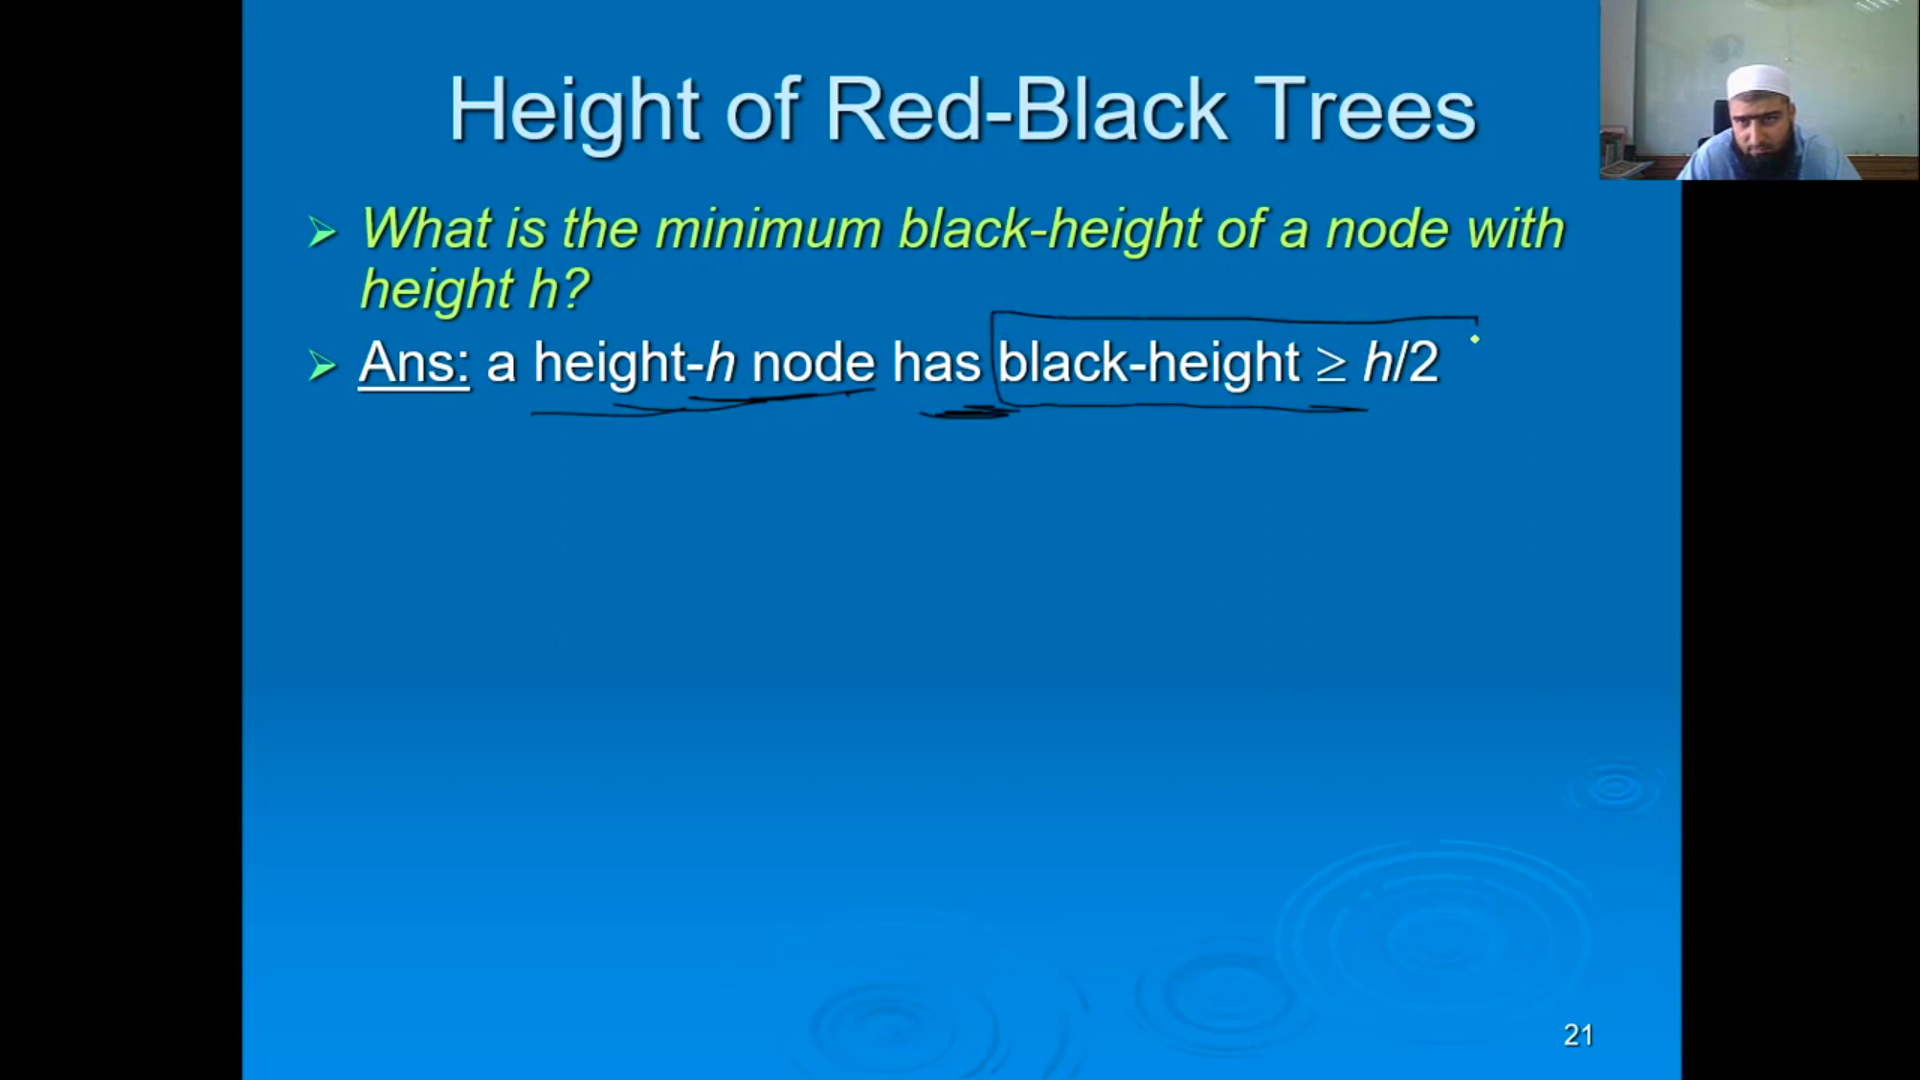 Height of Red-Black Trees
What is the minimum black-height of a node with
height h?
Ans: a height-h node has black-height ≥ h/2
21